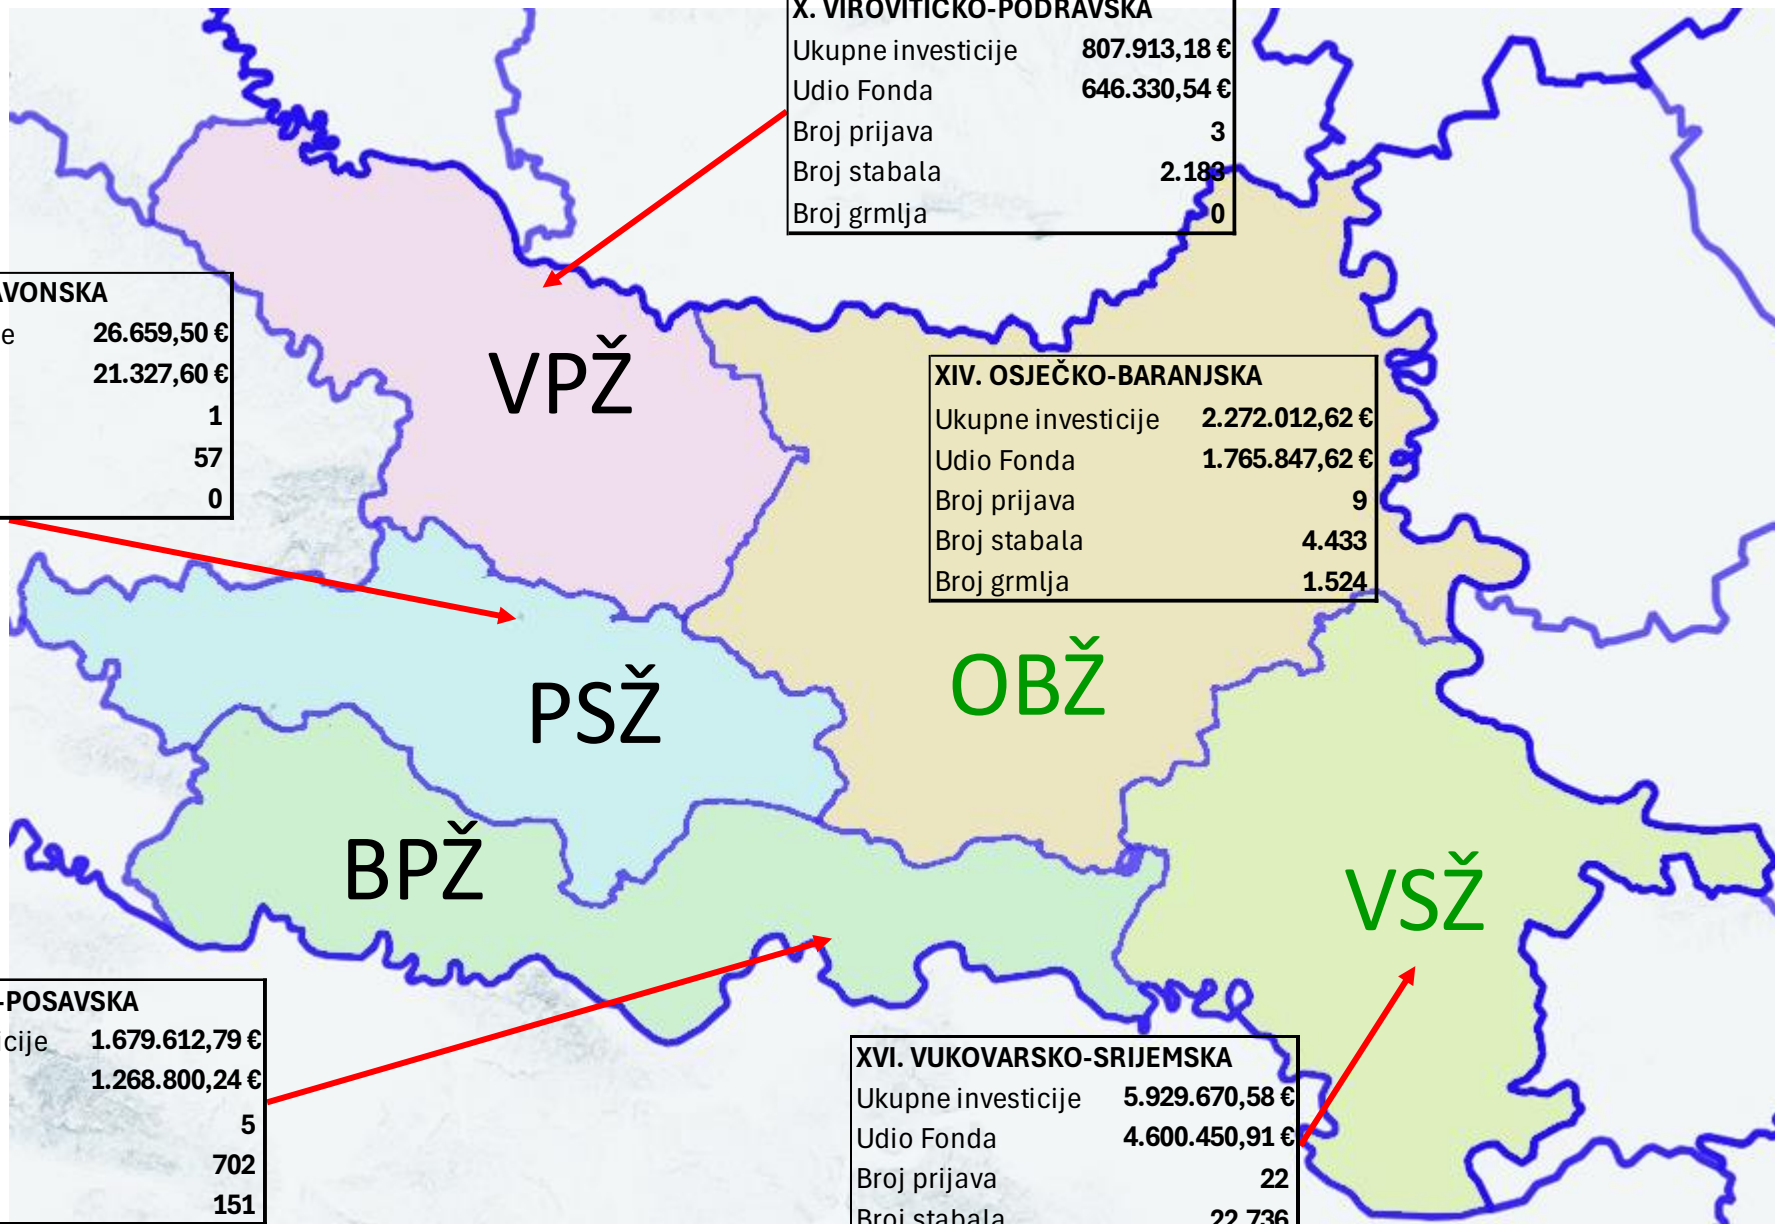 X. VIROVITIČKO-PODRAVSKA
Ukupne investicije 807.913,18 €
Udio Fonda 646.330,54 €
Broj prijava 3
Broj stabala 2.183
Broj grmlja 0
AVONSKA
e 26.659,50 €
21.327,60 €
1
57
0
VPŽ
XIV. OSJEČKO-BARANJSKA
Ukupne investicije 2.272.012,62 €
Udio Fonda 1.765.847,62 €
Broj prijava 9
Broj stabala 4.433
Broj grmlja 1.524
PSŽ
OBŽ
BPŽ
VSŽ
-POSAVSKA
icije 1.679.612,79 €
1.268.800,24 €
5
702
151
XVI. VUKOVARSKO-SRIJEMSKA
Ukupne investicije 5.929.670,58 €
Udio Fonda 4.600.450,91 €
Broj prijava 22
Broj stabala 22.736